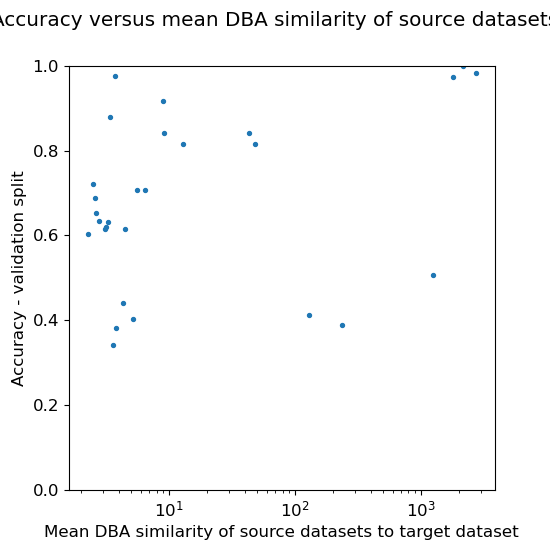 Accuracy versus mean DBA similarity of source datasets
1.0
0.8
0.6
0.4
0.2
0.0
Accuracy - validation split
10¹ 10² 10³
Mean DBA similarity of source datasets to target dataset